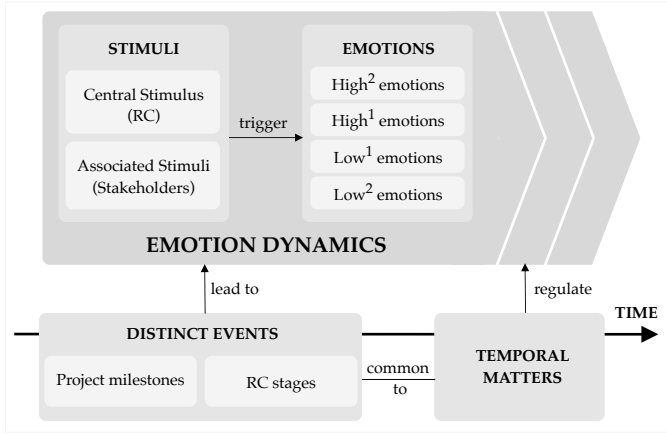 STIMULI
Central Stimulus
(RC)
Associated Stimuli
(Stakeholders)
trigger
EMOTIONS
High² emotions
High¹ emotions
Low¹ emotions
Low² emotions
EMOTION DYNAMICS
lead to
regulate
TIME
DISTINCT EVENTS
Project milestones
RC stages
common
to
TEMPORAL
MATTERS